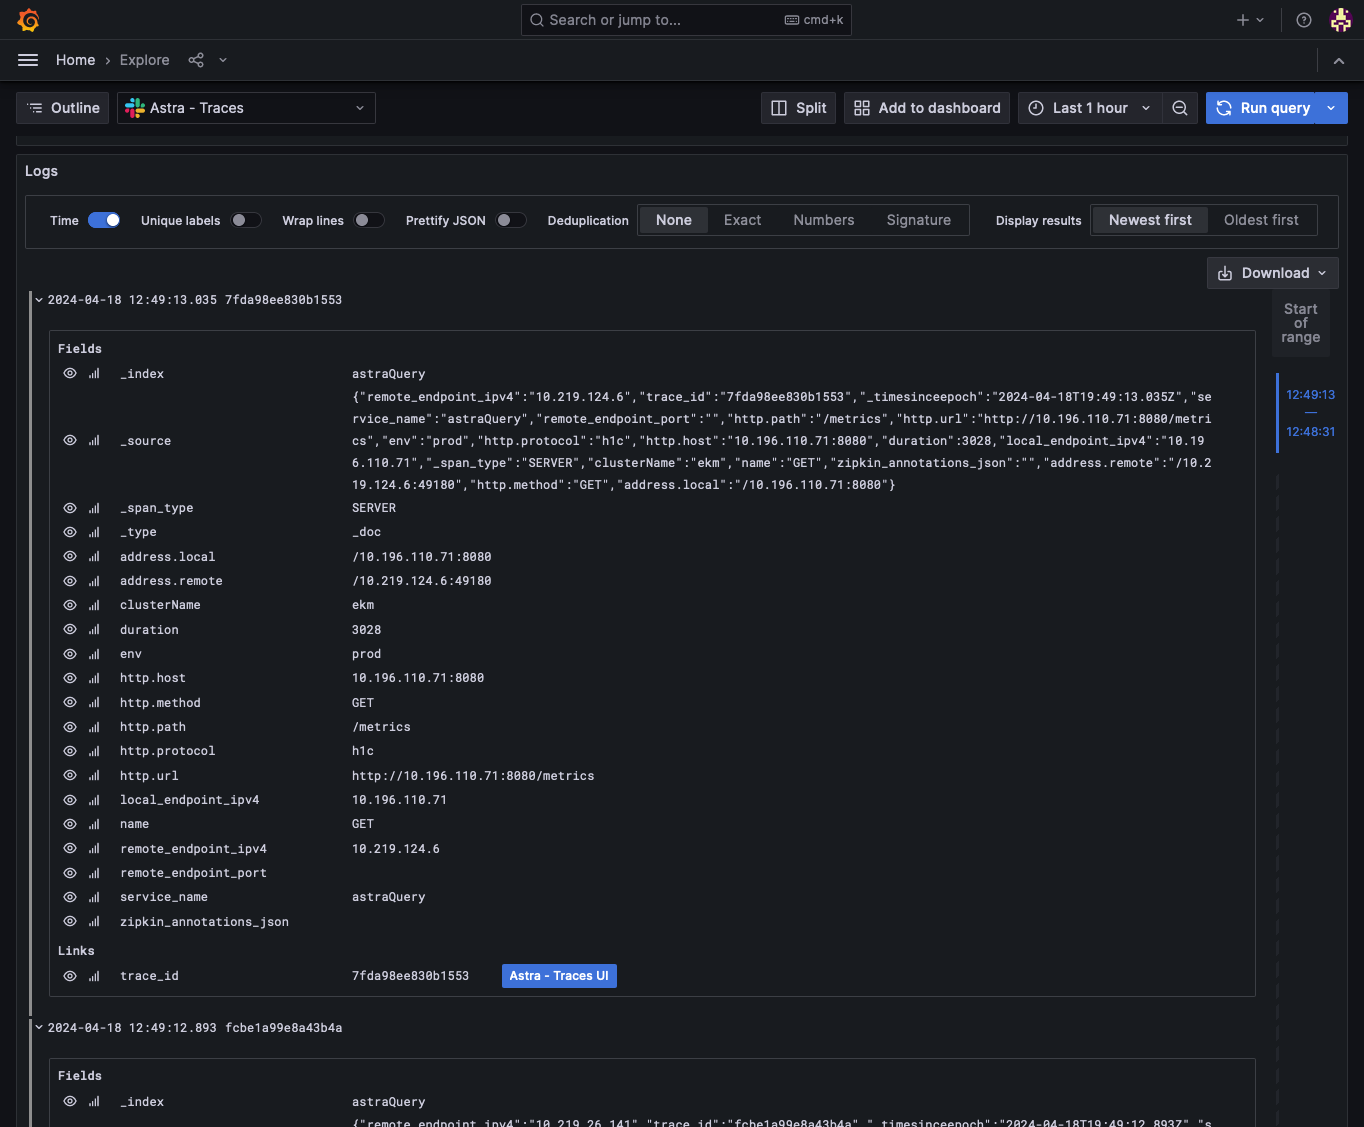 Search or jump to...
cmd+k
Home › Explore
Outline
Astra - Traces
Split
Add to dashboard
Last 1 hour
Run query
Logs
Time
Unique labels
Wrap lines
Prettify JSON
Deduplication
None
Exact
Numbers
Signature
Display results
Newest first
Oldest first
Download
2024-04-18 12:49:13.035 7fda98ee830b1553
Start
of
range
12:49:13
—
12:48:31
Fields
_index astraQuery
_source
{"remote_endpoint_ipv4":"10.219.124.6","trace_id":"7fda98ee830b1553","_timesinceepoch":"2024-04-18T19:49:13.035Z","se
rvice_name":"astraQuery","remote_endpoint_port":"","http.path":"/metrics","http.url":"http://10.196.110.71:8080/metri
cs","env":"prod","http.protocol":"h1c","http.host":"10.196.110.71:8080","duration":3028,"local_endpoint_ipv4":"10.19
6.110.71","_span_type":"SERVER","clusterName":"ekm","name":"GET","zipkin_annotations_json":"","address.remote":"/10.2
19.124.6:49180","http.method":"GET","address.local":"/10.196.110.71:8080"}
_span_type SERVER
_type _doc
address.local /10.196.110.71:8080
address.remote /10.219.124.6:49180
clusterName ekm
duration 3028
env prod
http.host 10.196.110.71:8080
http.method GET
http.path /metrics
http.protocol h1c
http.url http://10.196.110.71:8080/metrics
local_endpoint_ipv4 10.196.110.71
name GET
remote_endpoint_ipv4 10.219.124.6
remote_endpoint_port
service_name astraQuery
zipkin_annotations_json
Links
trace_id 7fda98ee830b1553 Astra - Traces UI
2024-04-18 12:49:12.893 fcbe1a99e8a43b4a
Fields
_index astraQuery
{"remote_endpoint_ipv4":"10.219.26.141","trace_id":"fcbe1a99e8a43b4a","_timesinceepoch":"2024-04-18T19:49:12.893Z","s